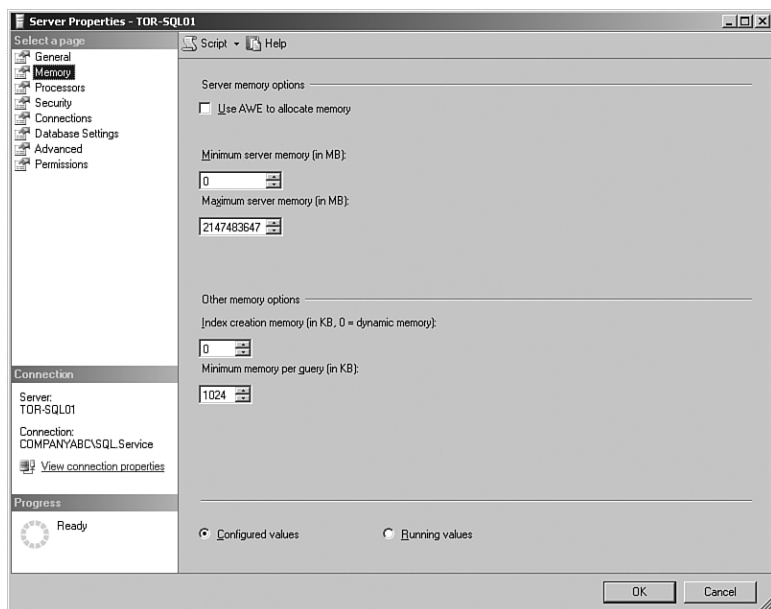 Server Properties - TOR-SQL01
Select a page
General
Memory
Processors
Security
Connections
Database Settings
Advanced
Permissions
Script Help
Server memory options
Use AWE to allocate memory
Minimum server memory (in MB):
0
Maximum server memory (in MB):
2147483647
Other memory options
Index creation memory (in KB, 0 = dynamic memory):
0
Minimum memory per query (in KB):
1024
Connection
Server:
TOR-SQL01
Connection:
COMPANYABC\SQL.Service
View connection properties
Progress
Ready
Configured values Running values
OK Cancel